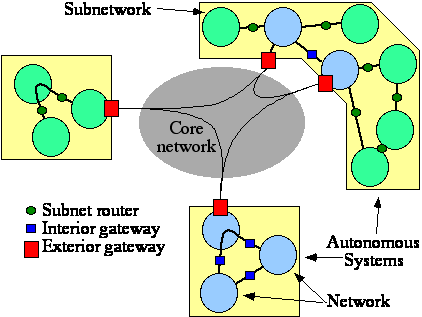 Subnetwork
Core
network
Subnet router
Interior gateway
Exterior gateway
Autonomous
Systems
Network